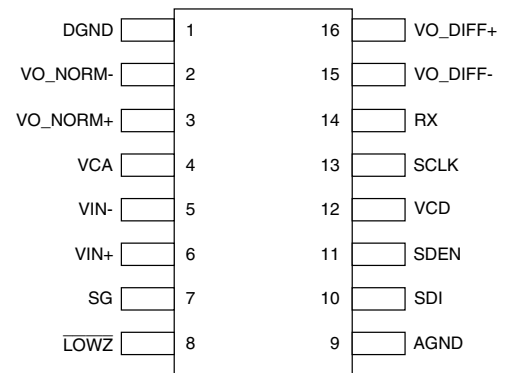 DGND 1 16 VO_DIFF+
VO_NORM- 2 15 VO_DIFF-
VO_NORM+ 3 14 RX
VCA 4 13 SCLK
VIN- 5 12 VCD
VIN+ 6 11 SDEN
SG 7 10 SDI
LOWZ 8 9 AGND